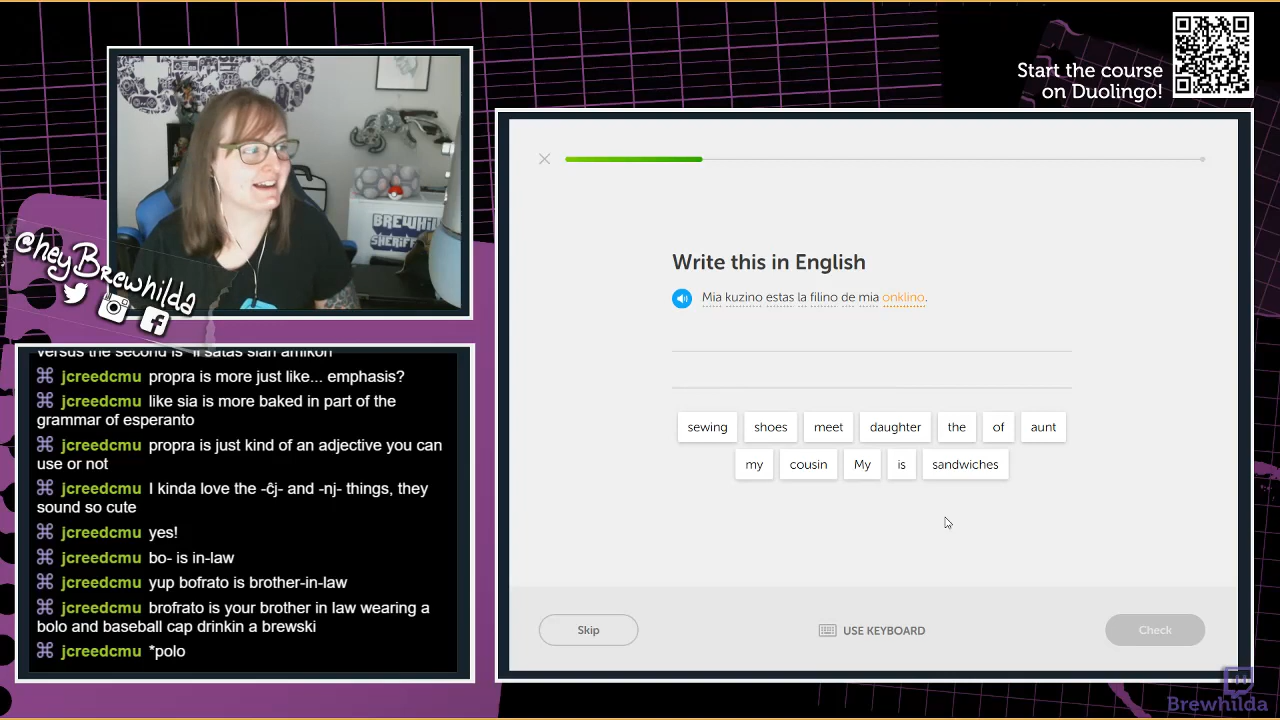 Start the course
on Duolingo!
BREWHIL
SHERIFF
@heyBrewhilda
versus the second is "li ŝatas sian amikon"
jcreedcmu propra is more just like... emphasis?
jcreedcmu like sia is more baked in part of the
grammar of esperanto
jcreedcmu propra is just kind of an adjective you can
use or not
jcreedcmu I kinda love the -ĉj- and -nj- things, they
sound so cute
jcreedcmu yes!
jcreedcmu bo- is in-law
jcreedcmu yup bofrato is brother-in-law
jcreedcmu brofrato is your brother in law wearing a
bolo and baseball cap drinkin a brewski
jcreedcmu *polo
Write this in English
Mia kuzino estas la filino de mia onklino.
sewing shoes meet daughter the of aunt
my cousin My is sandwiches
Skip
USE KEYBOARD
Check
Brewhilda